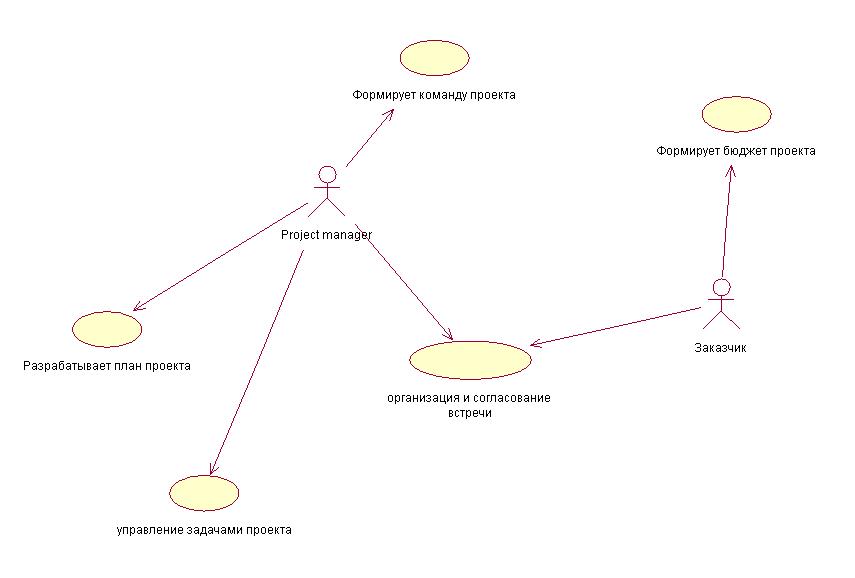 Формирует команду проекта
Формирует бюджет проекта
Project manager
Заказчик
Разрабатывает план проекта
организация и согласование
встречи
управление задачами проекта